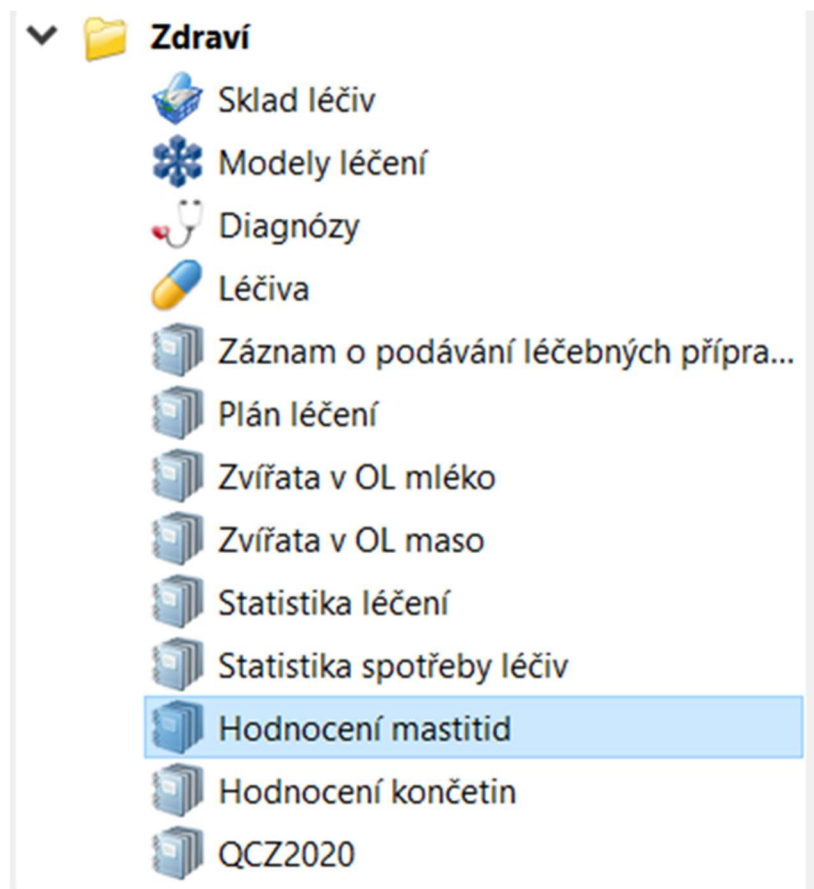 Zdraví
Sklad léčiv
Modely léčení
Diagnózy
Léčiva
Záznam o podávání léčebných přípra...
Plán léčení
Zvířata v OL mléko
Zvířata v OL maso
Statistika léčení
Statistika spotřeby léčiv
Hodnocení mastitid
Hodnocení končetin
QCZ2020